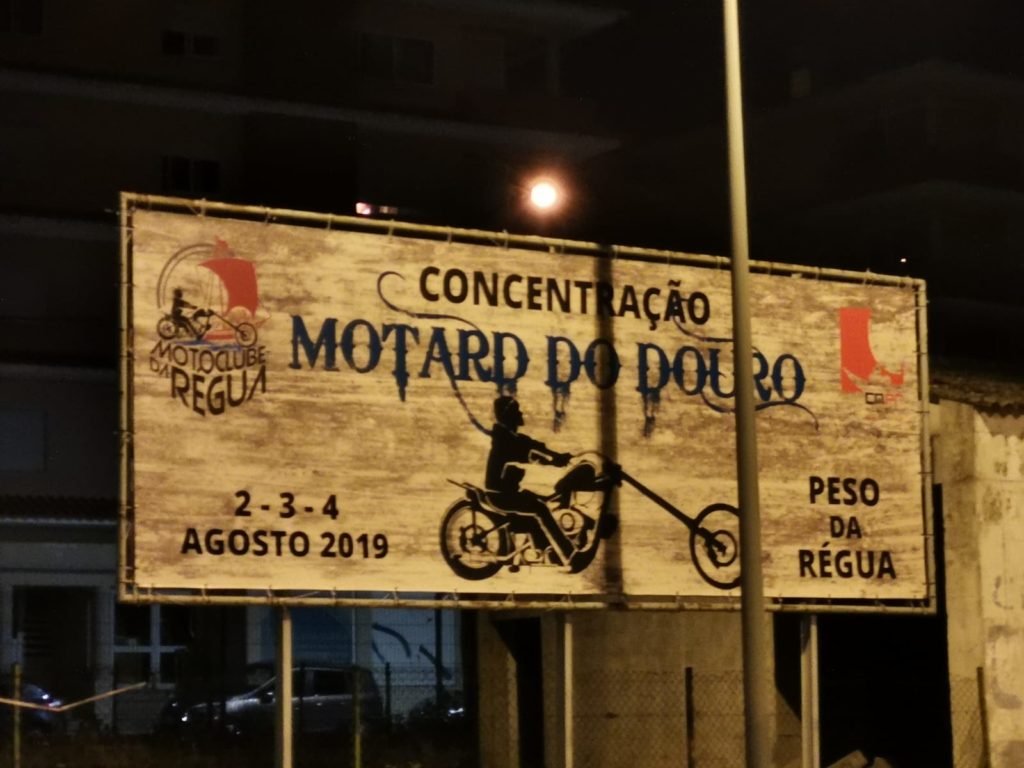 CONCENTRAÇÃO
MOTARD DO DOURO
MOTOCLUBE
DA RÉGUA
2 - 3 - 4
AGOSTO 2019
PESO
DA
RÉGUA